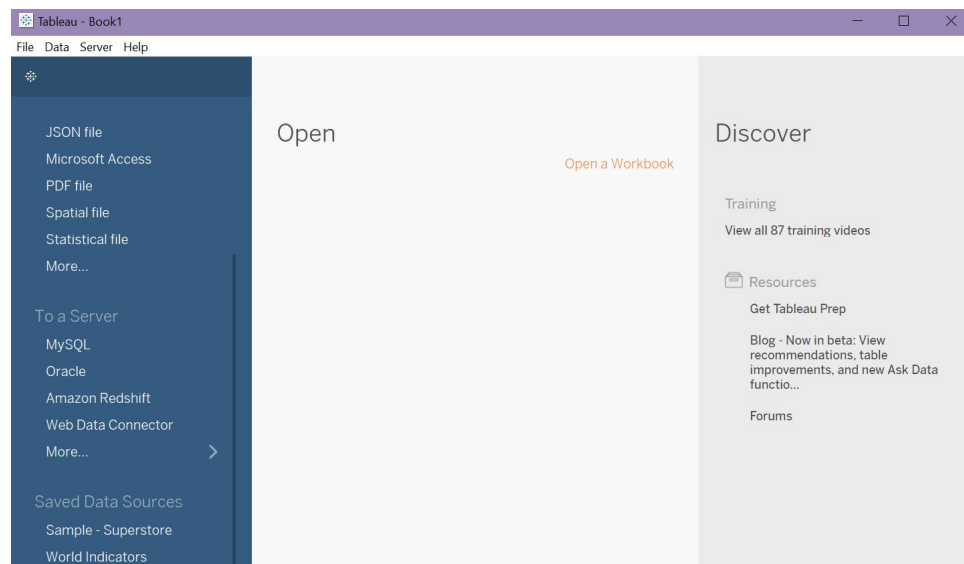 Tableau - Book1
File Data Server Help
JSON file
Microsoft Access
PDF file
Spatial file
Statistical file
More...
To a Server
MySQL
Oracle
Amazon Redshift
Web Data Connector
More...
Saved Data Sources
Sample - Superstore
World Indicators
Open
Open a Workbook
Discover
Training
View all 87 training videos
Resources
Get Tableau Prep
Blog - Now in beta: View
recommendations, table
improvements, and new Ask Data
functio...
Forums